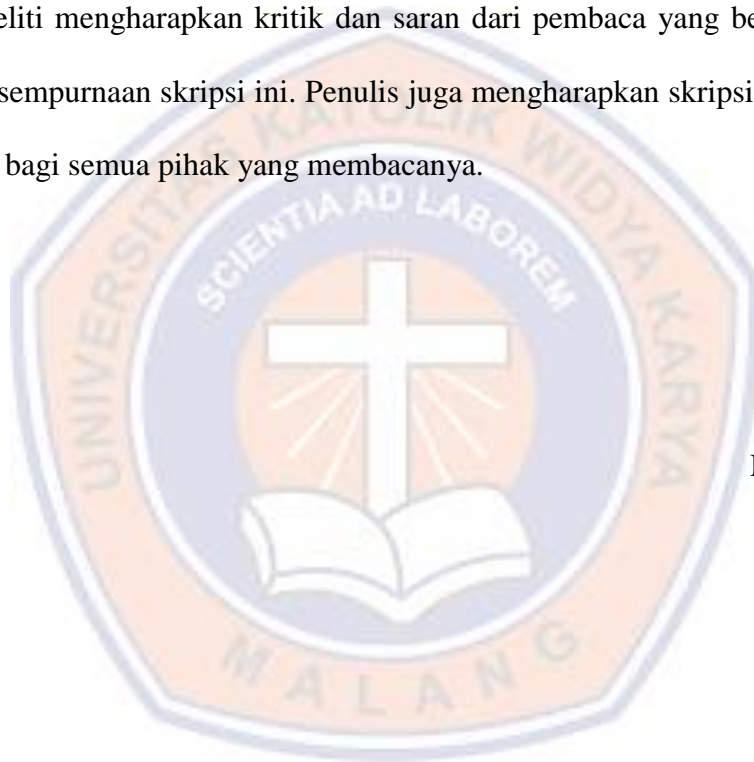 eliti mengharapkan kritik dan saran dari pembaca yang be
sempurnaan skripsi ini. Penulis juga mengharapkan skripsi
bagi semua pihak yang membacanya.
UNIVERSITAS KATOLIK WIDYA KARYA
SCIENTIA AD LABOREM
MALANG